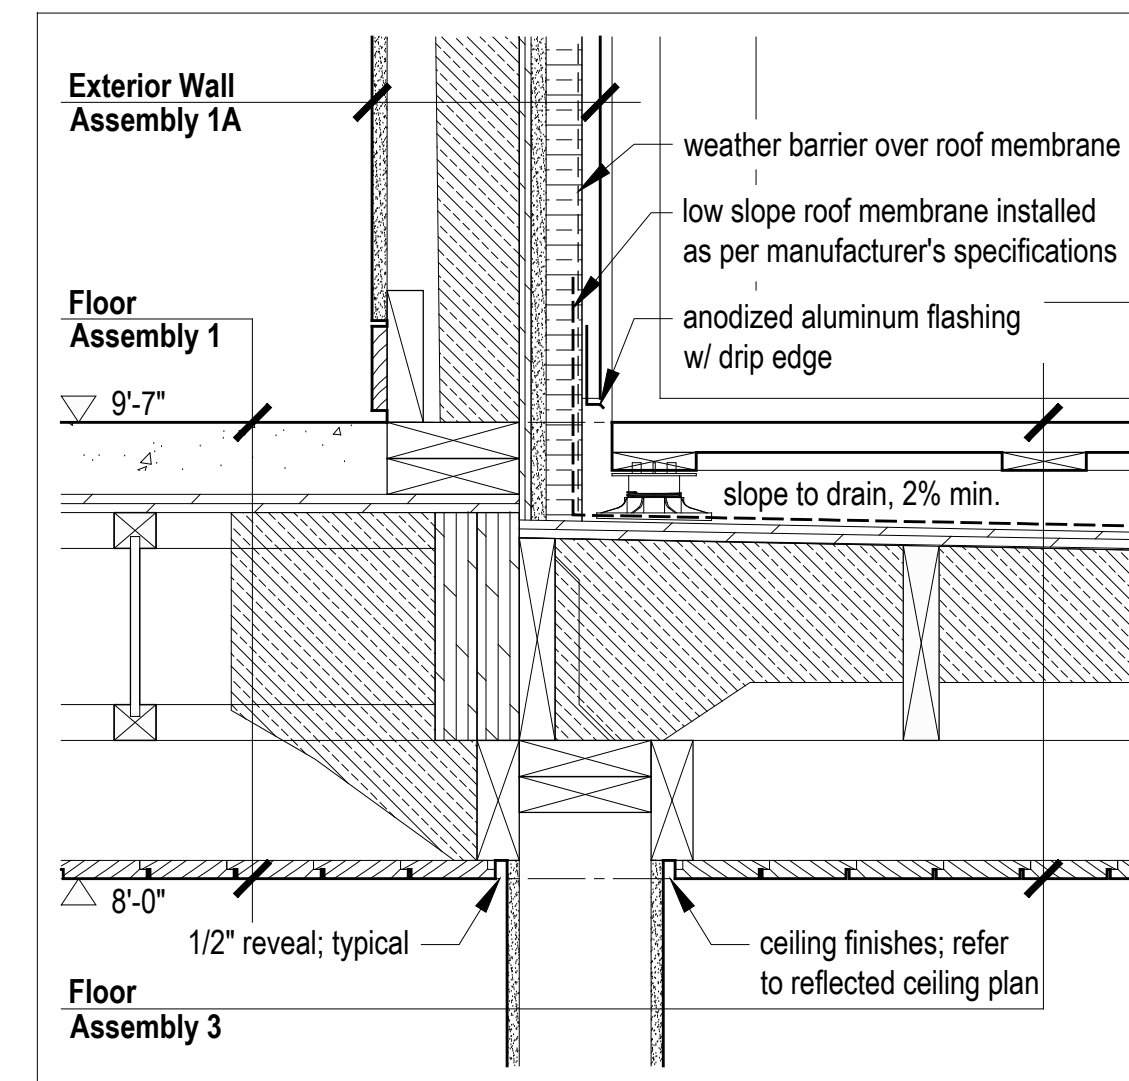 Exterior Wall
Assembly 1A
weather barrier over roof membrane
low slope roof membrane installed
as per manufacturer's specifications
Floor
Assembly 1
anodized aluminum flashing
w/ drip edge
9'-7"
slope to drain, 2% min.
8'-0"
1/2" reveal; typical
ceiling finishes; refer
to reflected ceiling plan
Floor
Assembly 3